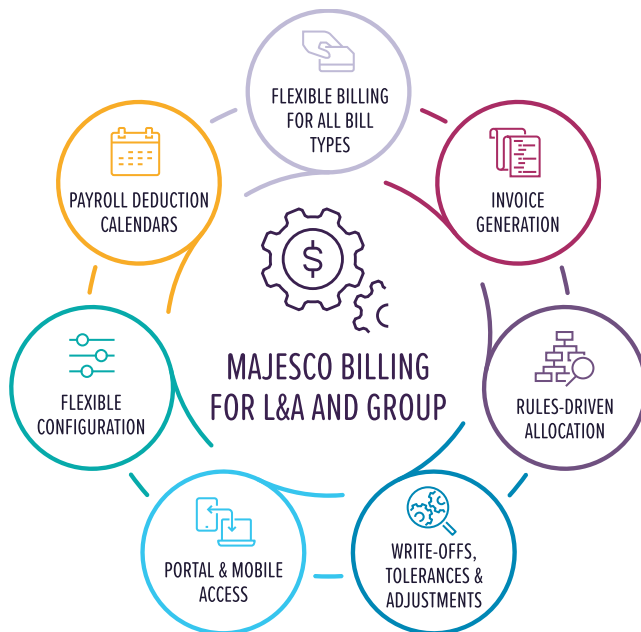 FLEXIBLE BILLING
FOR ALL BILL
TYPES
INVOICE
GENERATION
RULES-DRIVEN
ALLOCATION
WRITE-OFFS,
TOLERANCES &
ADJUSTMENTS
PORTAL & MOBILE
ACCESS
FLEXIBLE
CONFIGURATION
PAYROLL DEDUCTION
CALENDARS
$
MAJESCO BILLING
FOR L&A AND GROUP